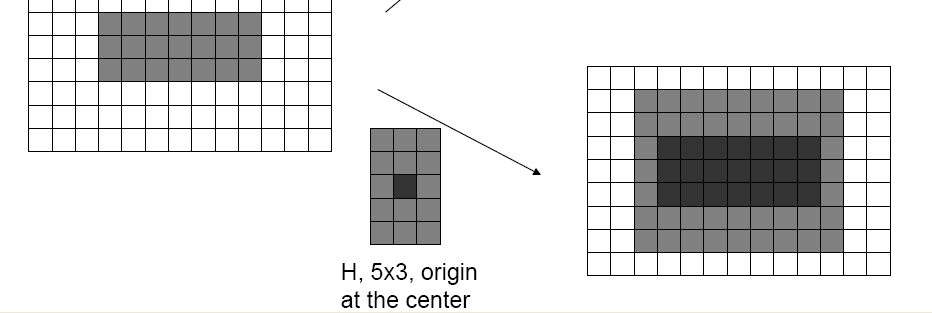 H, 5x3, origin
at the center